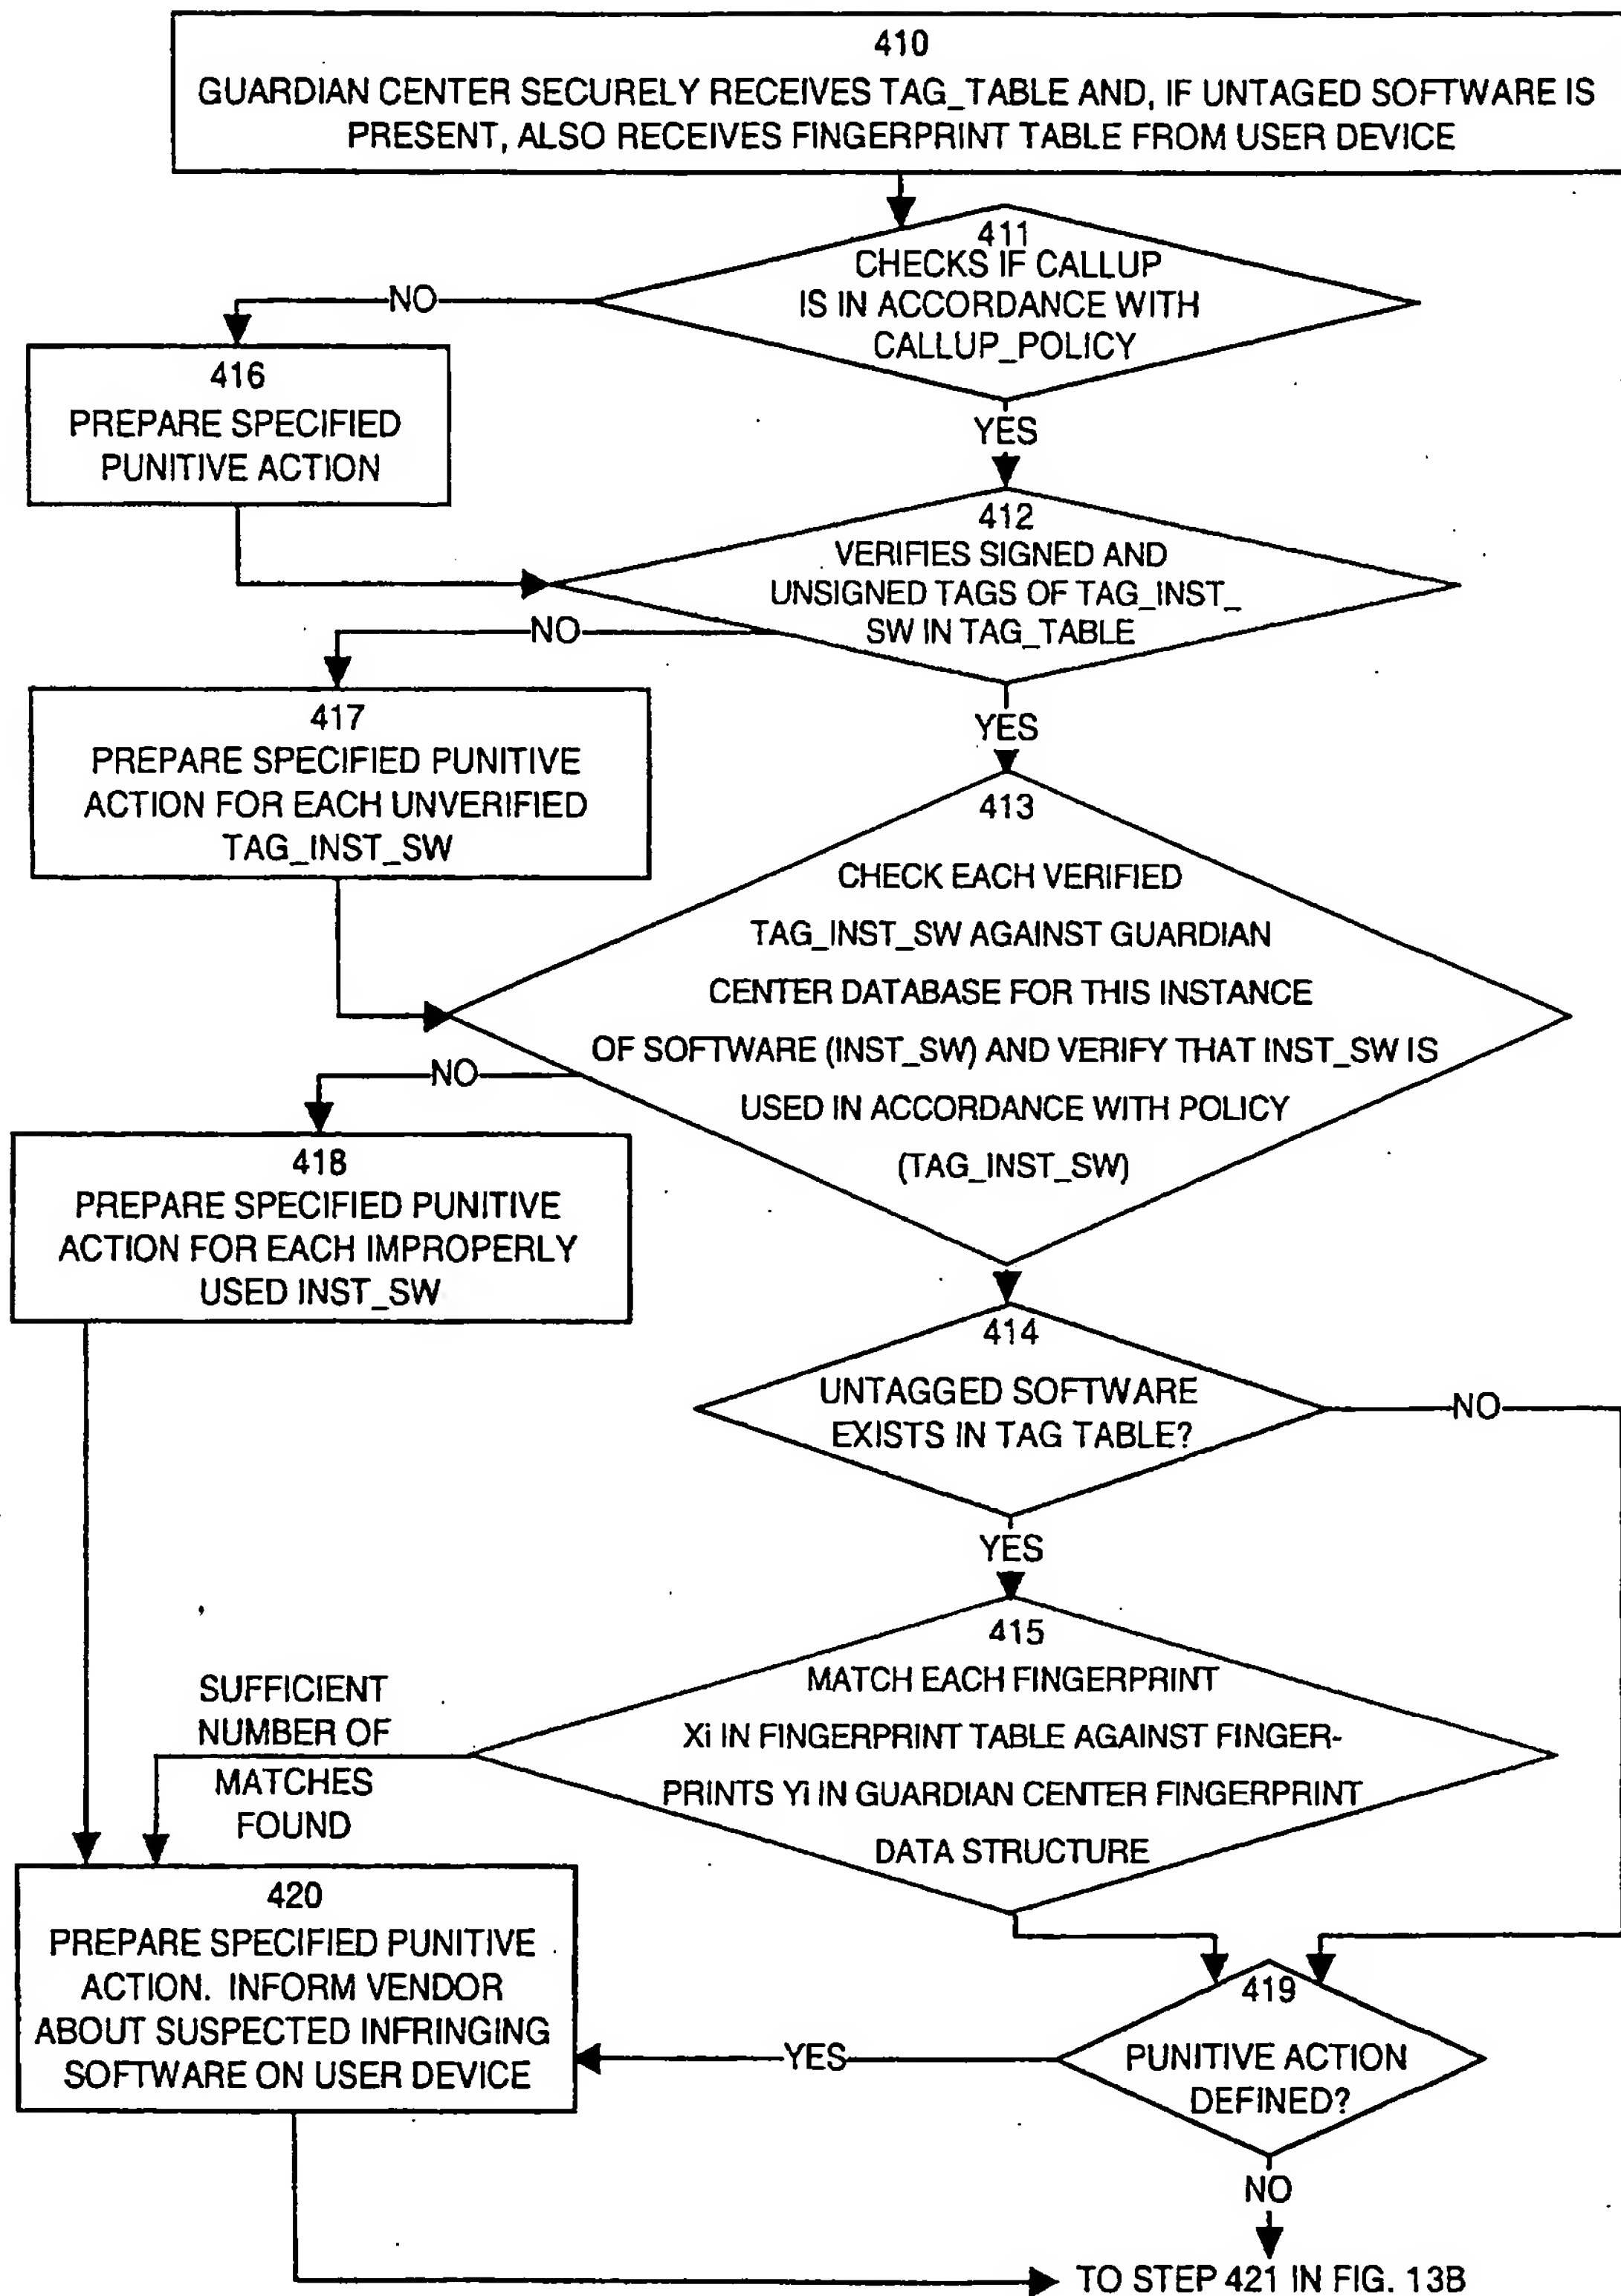 410
GUARDIAN CENTER SECURELY RECEIVES TAG_TABLE AND, IF UNTAGED SOFTWARE IS
PRESENT, ALSO RECEIVES FINGERPRINT TABLE FROM USER DEVICE
411
CHECKS IF CALLUP
IS IN ACCORDANCE WITH
CALLUP_POLICY
NO
416
PREPARE SPECIFIED
PUNITIVE ACTION
YES
412
VERIFIES SIGNED AND
UNSIGNED TAGS OF TAG_INST_
SW IN TAG_TABLE
NO
417
PREPARE SPECIFIED PUNITIVE
ACTION FOR EACH UNVERIFIED
TAG_INST_SW
YES
413
CHECK EACH VERIFIED
TAG_INST_SW AGAINST GUARDIAN
CENTER DATABASE FOR THIS INSTANCE
OF SOFTWARE (INST_SW) AND VERIFY THAT INST_SW IS
USED IN ACCORDANCE WITH POLICY
(TAG_INST_SW)
NO
418
PREPARE SPECIFIED PUNITIVE
ACTION FOR EACH IMPROPERLY
USED INST_SW
414
UNTAGGED SOFTWARE
EXISTS IN TAG TABLE?
NO
YES
415
MATCH EACH FINGERPRINT
Xi IN FINGERPRINT TABLE AGAINST FINGER-
PRINTS Yi IN GUARDIAN CENTER FINGERPRINT
DATA STRUCTURE
SUFFICIENT
NUMBER OF
MATCHES
FOUND
420
PREPARE SPECIFIED PUNITIVE
ACTION. INFORM VENDOR
ABOUT SUSPECTED INFRINGING
SOFTWARE ON USER DEVICE
419
PUNITIVE ACTION
DEFINED?
YES
NO
TO STEP 421 IN FIG. 13B